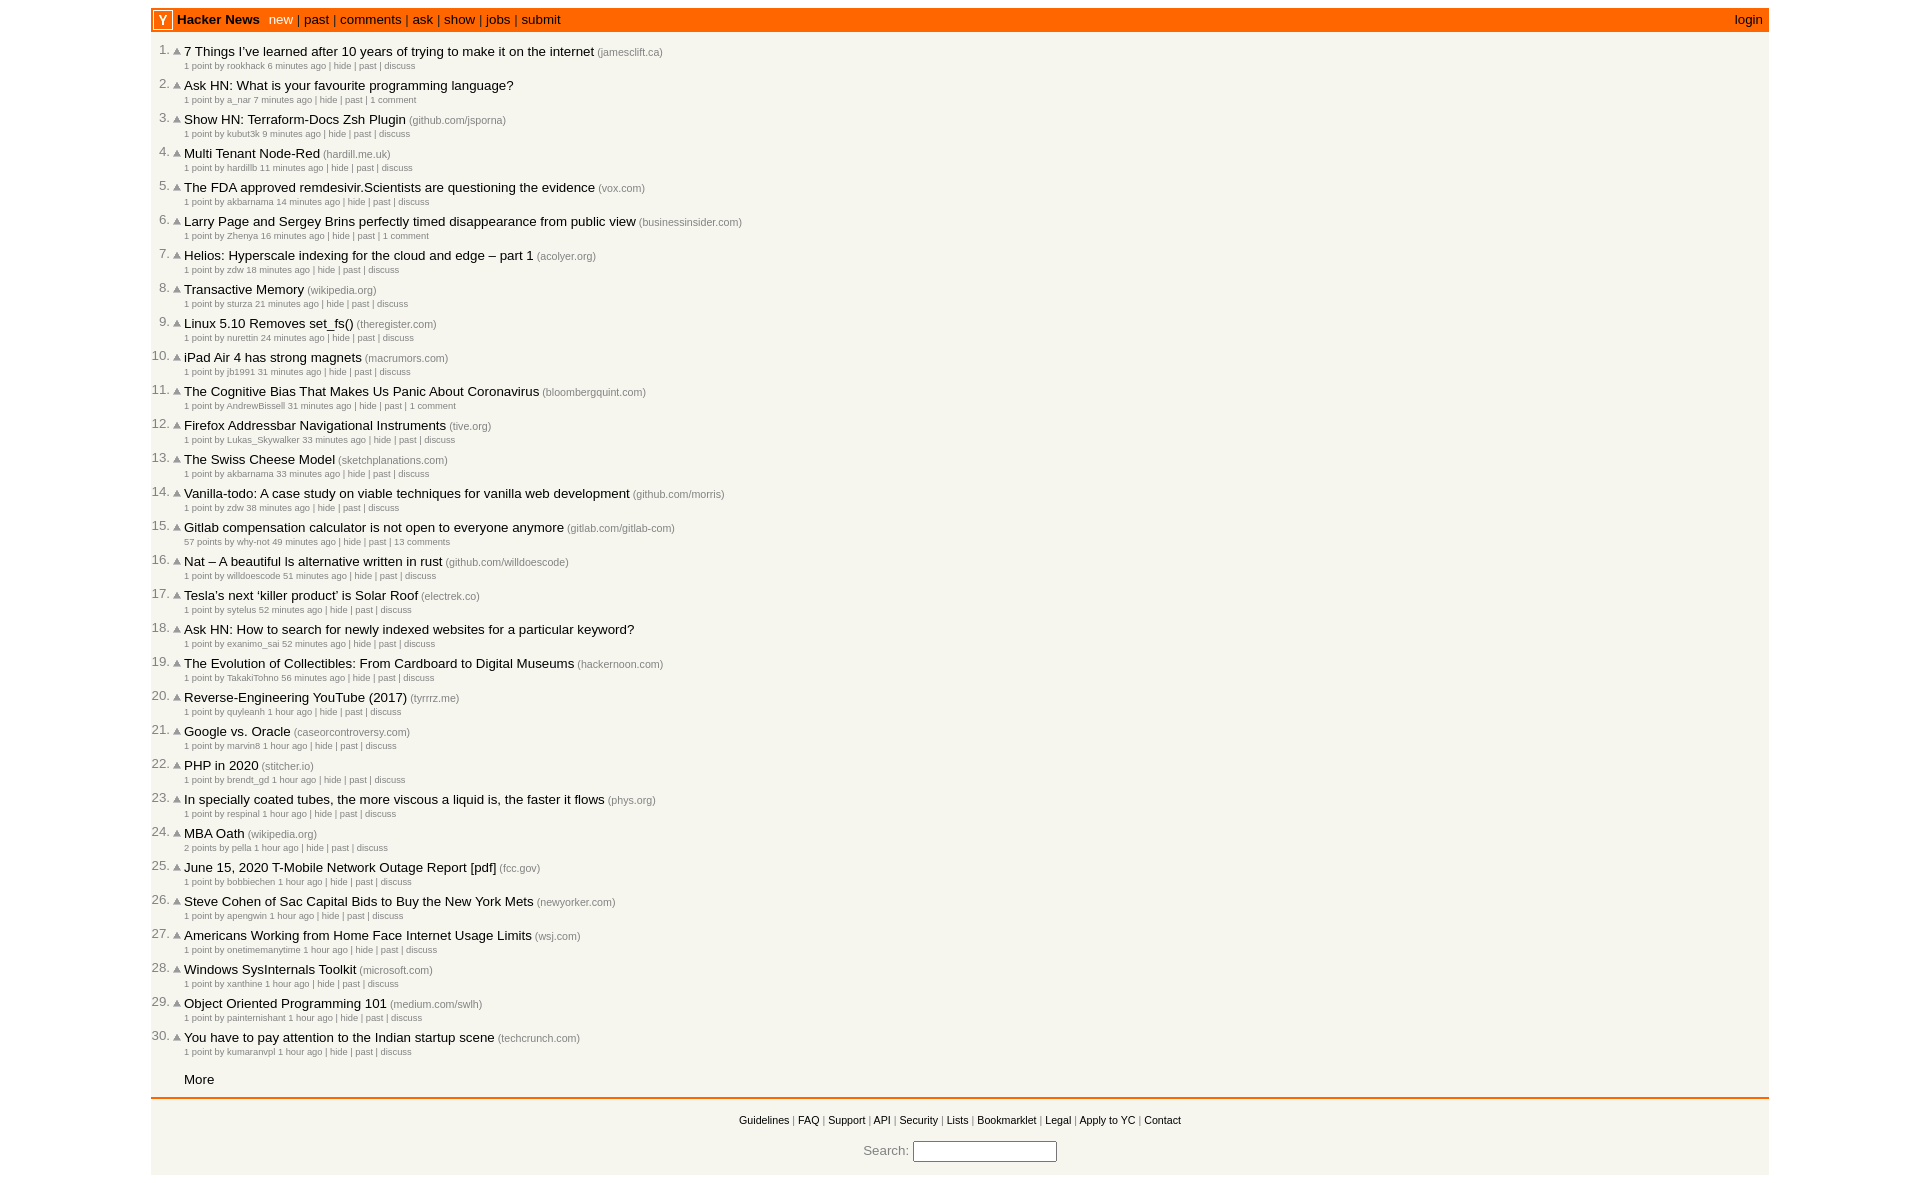 Y Hacker News new | past | comments | ask | show | jobs | submit login
1. 7 Things I've learned after 10 years of trying to make it on the internet (jamesclift.ca)
1 point by rookhack 6 minutes ago | hide | past | discuss
2. Ask HN: What is your favourite programming language?
1 point by a_nar 7 minutes ago | hide | past | 1 comment
3. Show HN: Terraform-Docs Zsh Plugin (github.com/jsporna)
1 point by kubut3k 9 minutes ago | hide | past | discuss
4. Multi Tenant Node-Red (hardill.me.uk)
1 point by hardillb 11 minutes ago | hide | past | discuss
5. The FDA approved remdesivir.Scientists are questioning the evidence (vox.com)
1 point by akbarnama 14 minutes ago | hide | past | discuss
6. Larry Page and Sergey Brins perfectly timed disappearance from public view (businessinsider.com)
1 point by Zhenya 16 minutes ago | hide | past | 1 comment
7. Helios: Hyperscale indexing for the cloud and edge – part 1 (acolyer.org)
1 point by zdw 18 minutes ago | hide | past | discuss
8. Transactive Memory (wikipedia.org)
1 point by sturza 21 minutes ago | hide | past | discuss
9. Linux 5.10 Removes set_fs() (theregister.com)
1 point by nurettin 24 minutes ago | hide | past | discuss
10. iPad Air 4 has strong magnets (macrumors.com)
1 point by jb1991 31 minutes ago | hide | past | discuss
11. The Cognitive Bias That Makes Us Panic About Coronavirus (bloombergquint.com)
1 point by AndrewBissell 31 minutes ago | hide | past | 1 comment
12. Firefox Addressbar Navigational Instruments (tive.org)
1 point by Lukas_Skywalker 33 minutes ago | hide | past | discuss
13. The Swiss Cheese Model (sketchplanations.com)
1 point by akbarnama 33 minutes ago | hide | past | discuss
14. Vanilla-todo: A case study on viable techniques for vanilla web development (github.com/morris)
1 point by zdw 38 minutes ago | hide | past | discuss
15. Gitlab compensation calculator is not open to everyone anymore (gitlab.com/gitlab-com)
57 points by why-not 49 minutes ago | hide | past | 13 comments
16. Nat – A beautiful ls alternative written in rust (github.com/willdoescode)
1 point by willdoescode 51 minutes ago | hide | past | discuss
17. Tesla's next ‘killer product’ is Solar Roof (electrek.co)
1 point by sytelus 52 minutes ago | hide | past | discuss
18. Ask HN: How to search for newly indexed websites for a particular keyword?
1 point by exanimo_sai 52 minutes ago | hide | past | discuss
19. The Evolution of Collectibles: From Cardboard to Digital Museums (hackernoon.com)
1 point by TakakiTohno 56 minutes ago | hide | past | discuss
20. Reverse-Engineering YouTube (2017) (tyrrrz.me)
1 point by quyleanh 1 hour ago | hide | past | discuss
21. Google vs. Oracle (caseorcontroversy.com)
1 point by marvin8 1 hour ago | hide | past | discuss
22. PHP in 2020 (stitcher.io)
1 point by brendt_gd 1 hour ago | hide | past | discuss
23. In specially coated tubes, the more viscous a liquid is, the faster it flows (phys.org)
1 point by respinal 1 hour ago | hide | past | discuss
24. MBA Oath (wikipedia.org)
2 points by pella 1 hour ago | hide | past | discuss
25. June 15, 2020 T-Mobile Network Outage Report [pdf] (fcc.gov)
1 point by bobbiechen 1 hour ago | hide | past | discuss
26. Steve Cohen of Sac Capital Bids to Buy the New York Mets (newyorker.com)
1 point by apengwin 1 hour ago | hide | past | discuss
27. Americans Working from Home Face Internet Usage Limits (wsj.com)
1 point by onetimemanytime 1 hour ago | hide | past | discuss
28. Windows SysInternals Toolkit (microsoft.com)
1 point by xanthine 1 hour ago | hide | past | discuss
29. Object Oriented Programming 101 (medium.com/swlh)
1 point by painternishant 1 hour ago | hide | past | discuss
30. You have to pay attention to the Indian startup scene (techcrunch.com)
1 point by kumaranvpl 1 hour ago | hide | past | discuss
More
Guidelines | FAQ | Support | API | Security | Lists | Bookmarklet | Legal | Apply to YC | Contact
Search: